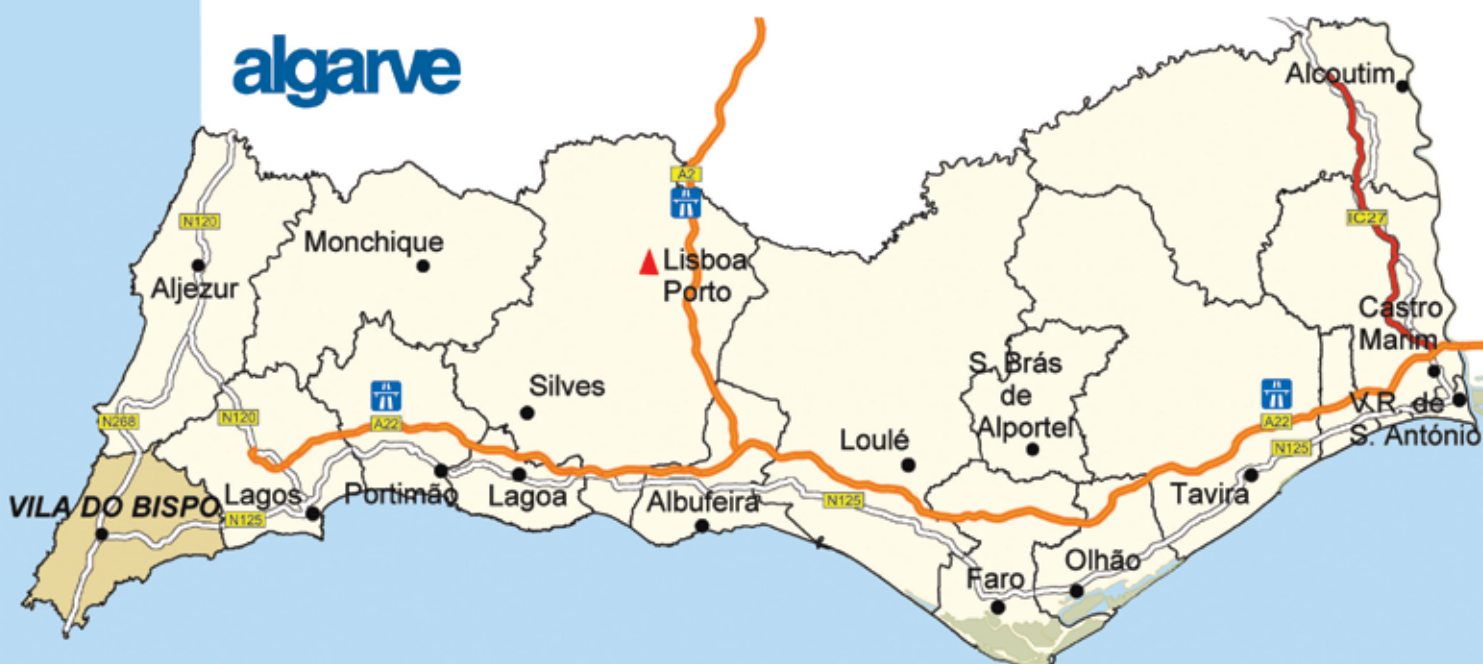 algarve
Alcoutim
A2
N120
IC27
Monchique
Lisboa
Porto
Aljezur
Castro
Marim
S. Brás
de
Alportel
Silves
N268
N120
A22
A22
V.R. de
S. António
Loulé
N125
VILA DO BISPO
Lagos
Portimão
Lagoa
Albufeira
N125
Tavira
N125
Olhão
Faro